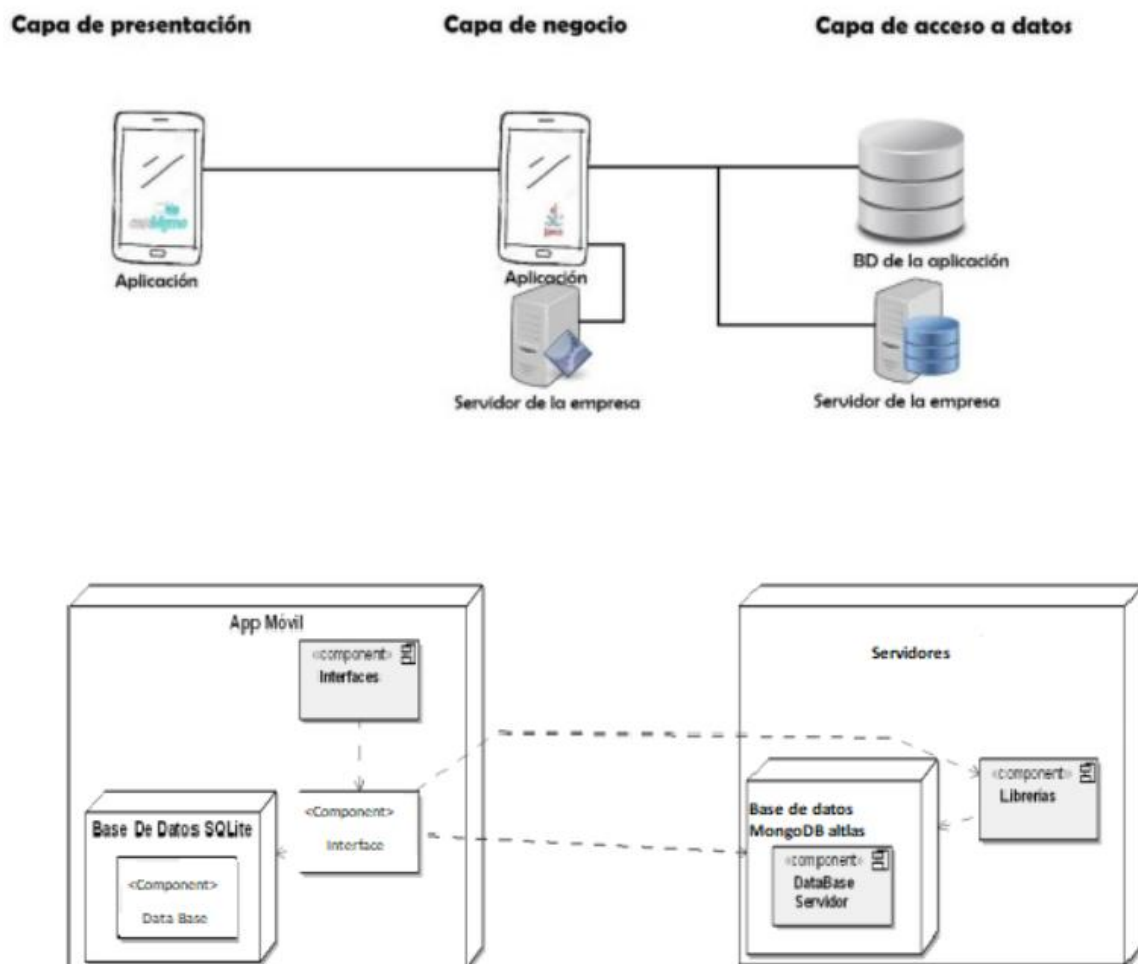 Capa de presentación
Capa de negocio
Capa de acceso a datos
Aplicación
Aplicación
BD de la aplicación
Servidor de la empresa
Servidor de la empresa
App Móvil
«component»
Interfaces
<Component>
Interface
Base De Datos SQLite
<Component>
Data Base
Servidores
«component»
Librerias
Base de datos
MongoDB altlas
«component»
DataBase
Servidor